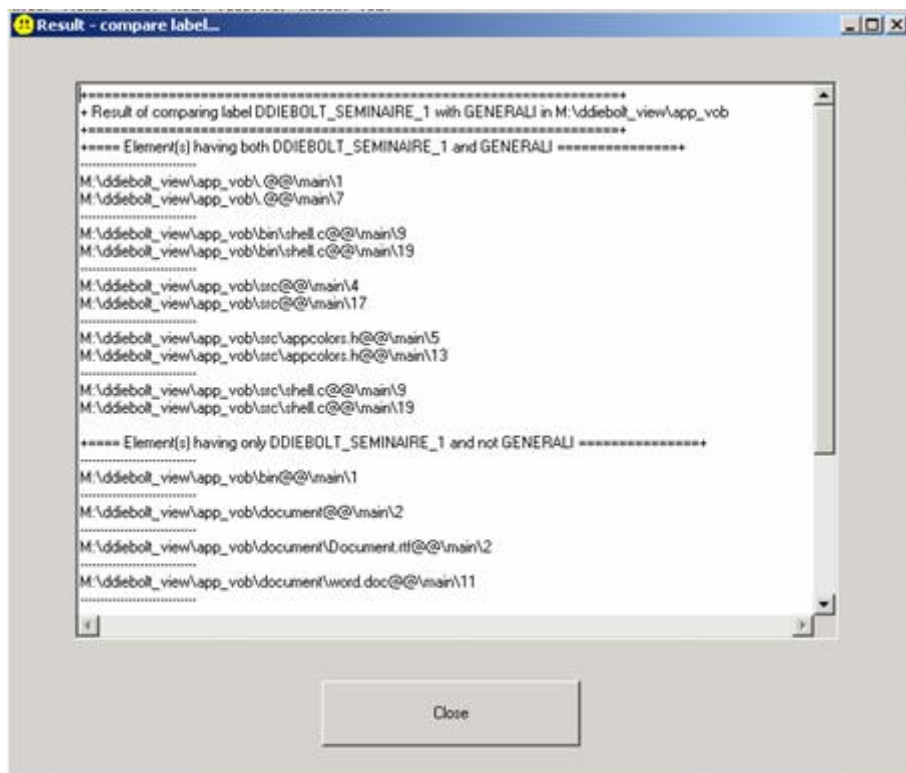 Result - compare label...
+==================================================================+
+ Result of comparing label DDIEBOLT_SEMINAIRE_1 with GENERALI in M:\ddiebolt_view\app_vob
+==================================================================+
+==== Element(s) having both DDIEBOLT_SEMINAIRE_1 and GENERALI ===============+
-----------------------------
M:\ddiebolt_view\app_vob\.@@\main\1
M:\ddiebolt_view\app_vob\.@@\main\7
-----------------------------
M:\ddiebolt_view\app_vob\bin\shell.c@@\main\9
M:\ddiebolt_view\app_vob\bin\shell.c@@\main\19
-----------------------------
M:\ddiebolt_view\app_vob\src@@\main\4
M:\ddiebolt_view\app_vob\src@@\main\17
-----------------------------
M:\ddiebolt_view\app_vob\src\appcolors.h@@\main\5
M:\ddiebolt_view\app_vob\src\appcolors.h@@\main\13
-----------------------------
M:\ddiebolt_view\app_vob\src\shell.c@@\main\9
M:\ddiebolt_view\app_vob\src\shell.c@@\main\19
+==== Element(s) having only DDIEBOLT_SEMINAIRE_1 and not GENERALI ===============+
-----------------------------
M:\ddiebolt_view\app_vob\bin@@\main\1
-----------------------------
M:\ddiebolt_view\app_vob\document@@\main\2
-----------------------------
M:\ddiebolt_view\app_vob\document\Document.rtf@@\main\2
-----------------------------
M:\ddiebolt_view\app_vob\document\word.doc@@\main\11
-----------------------------
Close